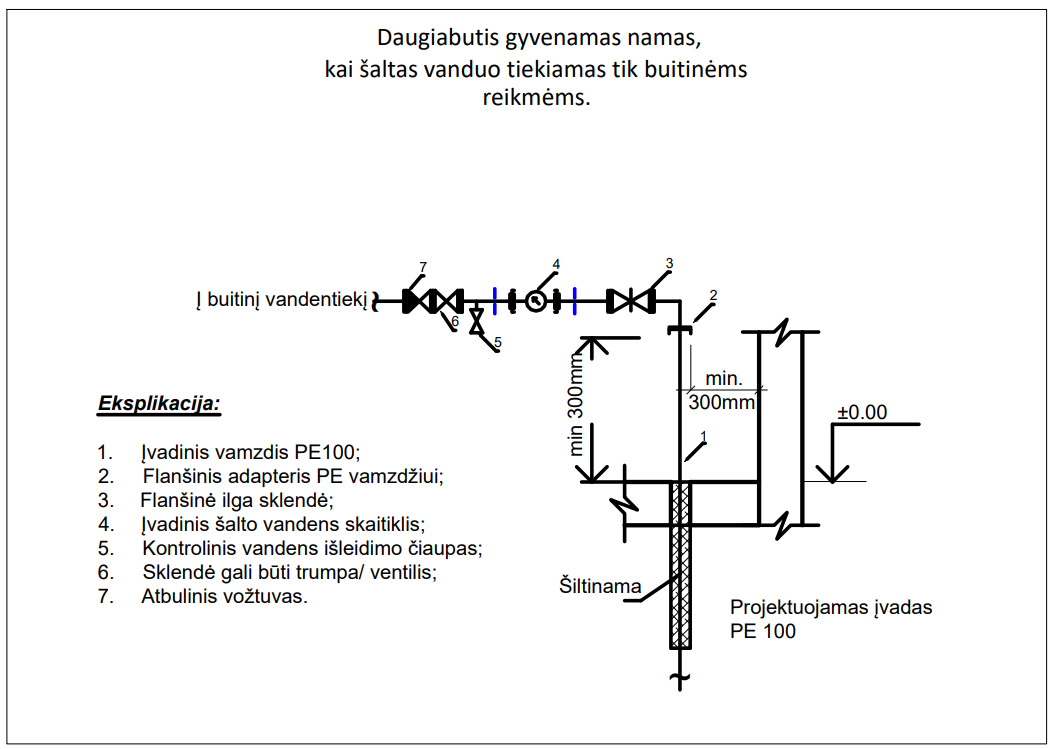 Daugiabutis gyvenamas namas,
kai šaltas vanduo tiekiamas tik buitinėms
reikmėms.
7
4
3
2
Į buitinį vandentiekį
6
5
min 300mm
min.
300mm
±0.00
1
Eksplikacija:
1. Įvadinis vamzdis PE100;
2. Flanšinis adapteris PE vamzdžiui;
3. Flanšinė ilga sklendė;
4. Įvadinis šalto vandens skaitiklis;
5. Kontrolinis vandens išleidimo čiaupas;
6. Sklendė gali būti trumpa/ ventilis;
7. Atbulinis vožtuvas.
Šiltinama
Projektuojamas įvadas
PE 100